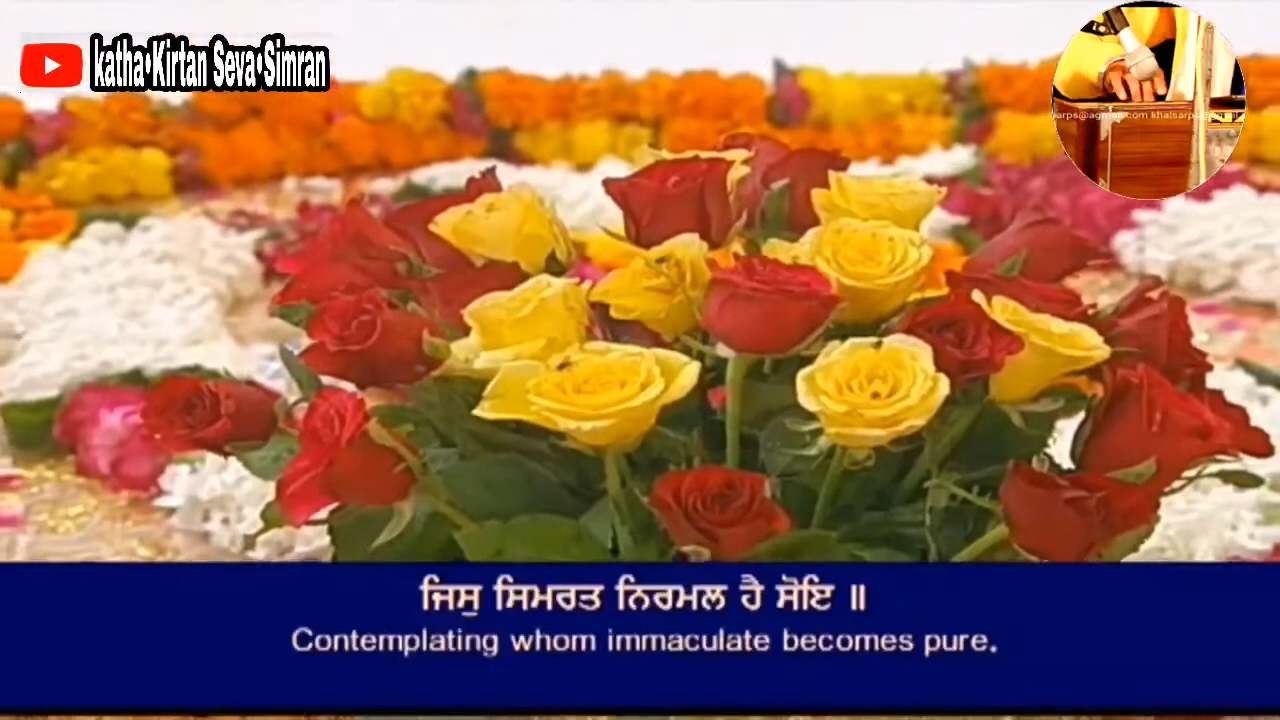 katha•Kirtan Seva•Simran
ਜਿਸੁ ਸਿਮਰਤ ਨਿਰਮਲ ਹੈ ਸੋਇ ॥
Contemplating whom immaculate becomes pure.